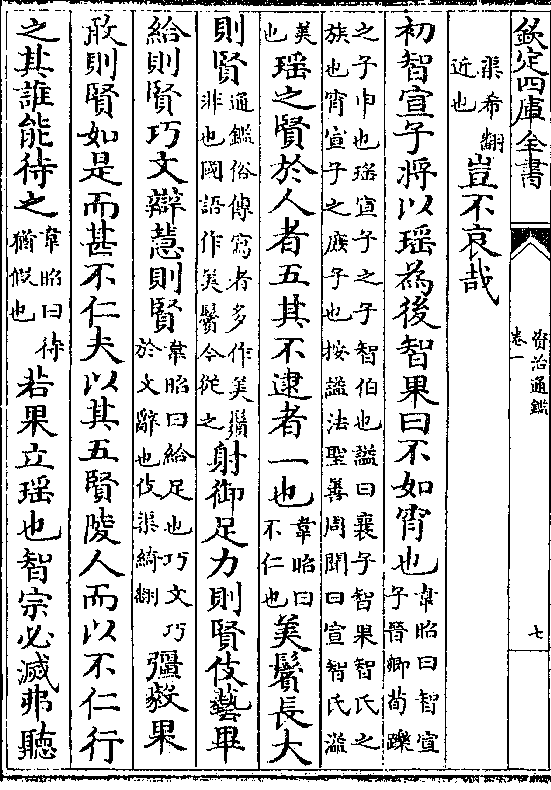 欽定四庫全書
資治通鑑
卷一
七
渠希翻
近也
豈不哀哉
初智宣子將以瑶為後智果曰不如宵也
韋昭曰智宣
子晉卿荀躒
之子申也瑶宣子之子智伯也諡曰襄子智果智氏之
族也宵宣子之庶子也按諡法聖善周聞曰宣智氏溢
美
也
瑶之賢於人者五其不逮者一也
韋昭曰
不仁也
美鬢長大
則賢
通鑑俗傳寫者多作美鬚
非也國語作美鬢今從之
射御足力則賢伎藝畢
給則賢巧文辯慧則賢
韋昭曰給足也巧文巧
於文辭也伎渠綺翻
彊毅果
敢則賢如是而甚不仁夫以其五賢陵人而以不仁行
之其誰能待之
韋昭曰待
猶假也
若果立瑶也智宗必滅弗聽